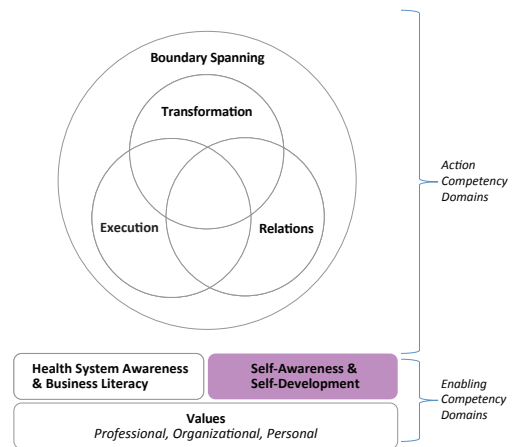 Boundary Spanning
Transformation
Execution
Relations
Action
Competency
Domains
Health System Awareness
& Business Literacy
Self-Awareness &
Self-Development
Values
Professional, Organizational, Personal
Enabling
Competency
Domains